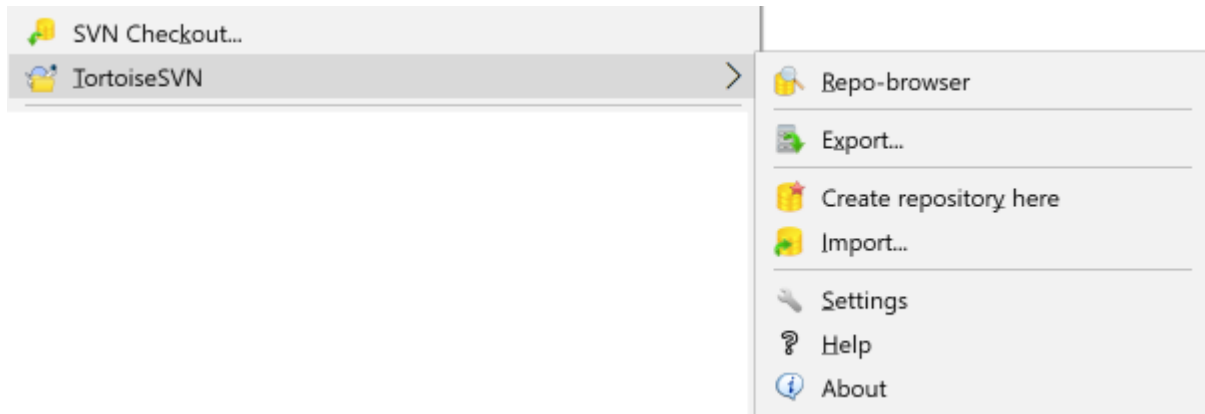 SVN Checkout...
TortoiseSVN
Repo-browser
Export...
Create repository here
Import...
Settings
Help
About